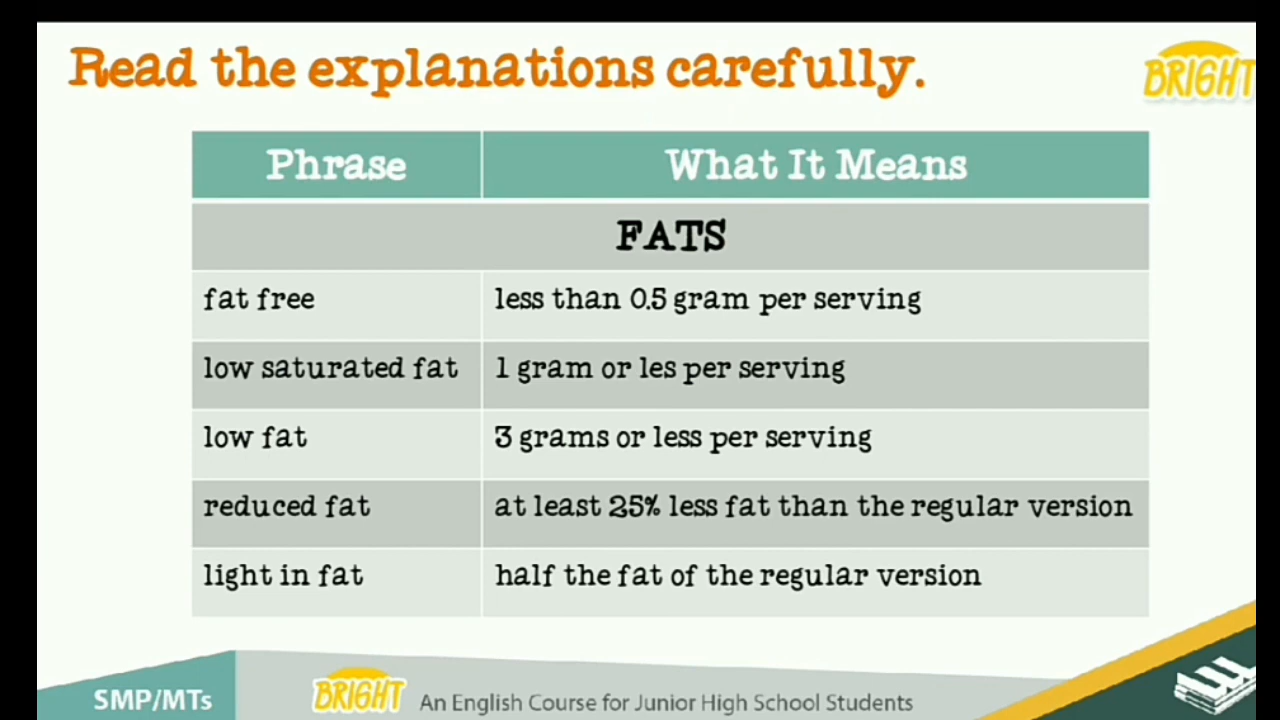 Read the explanations carefully.
BRIGHT
Phrase What It Means
FATS
fat free less than 0.5 gram per serving
low saturated fat 1 gram or les per serving
low fat 3 grams or less per serving
reduced fat at least 25% less fat than the regular version
light in fat half the fat of the regular version
SMP/MTs BRIGHT An English Course for Junior High School Students